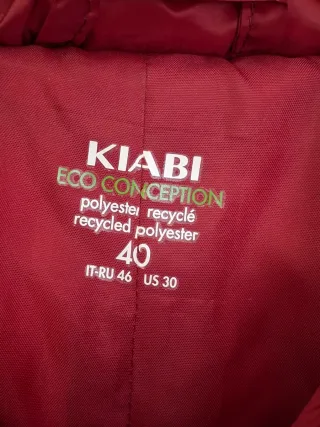 KIABI
ECO CONCEPTION
polyester recyclé
recycled polyester
40
IT-RU 46 US 30